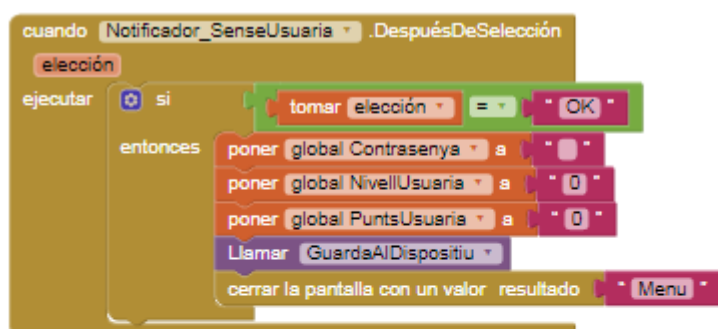 cuando Notificador_SenseUsuaria .DespuésDeSelección
elección
ejecutar si tomar elección = " OK "
entonces poner global Contrasenya a " "
poner global NivellUsuaria a " 0 "
poner global PuntsUsuaria a " 0 "
Llamar GuardaAlDispositiu
cerrar la pantalla con un valor resultado " Menu "